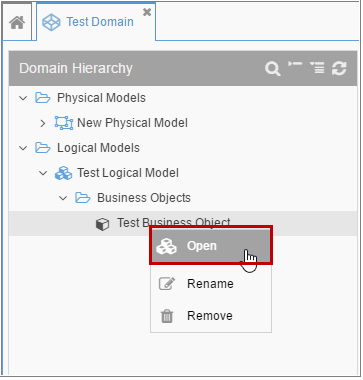 Test Domain
Domain Hierarchy
Physical Models
New Physical Model
Logical Models
Test Logical Model
Business Objects
Test Business Object
Open
Rename
Remove